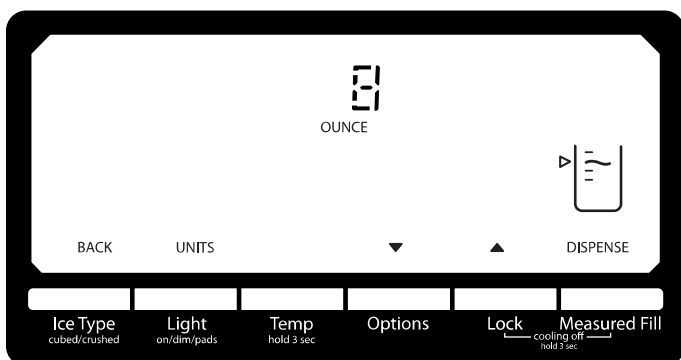 8
OUNCE
BACK UNITS DISPENSE
Ice Type Light Temp Options Lock Measured Fill
cubed/crushed on/dim/pads hold 3 sec cooling off
hold 3 sec